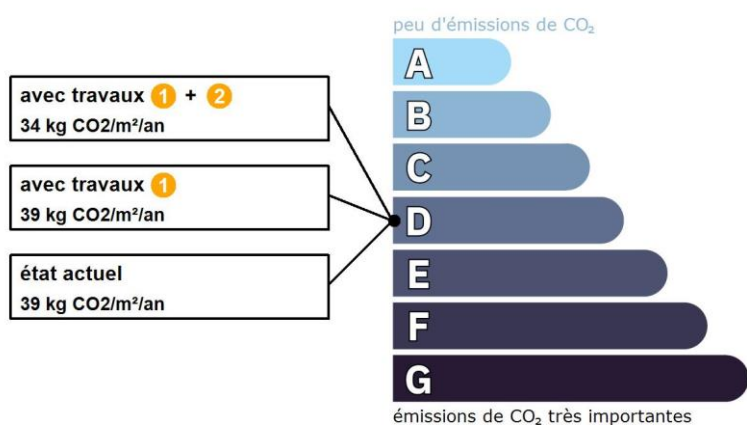 peu d'émissions de CO₂
A
B
C
D
E
F
G
émissions de CO₂ très importantes
avec travaux 1 + 2
34 kg CO2/m²/an
avec travaux 1
39 kg CO2/m²/an
état actuel
39 kg CO2/m²/an